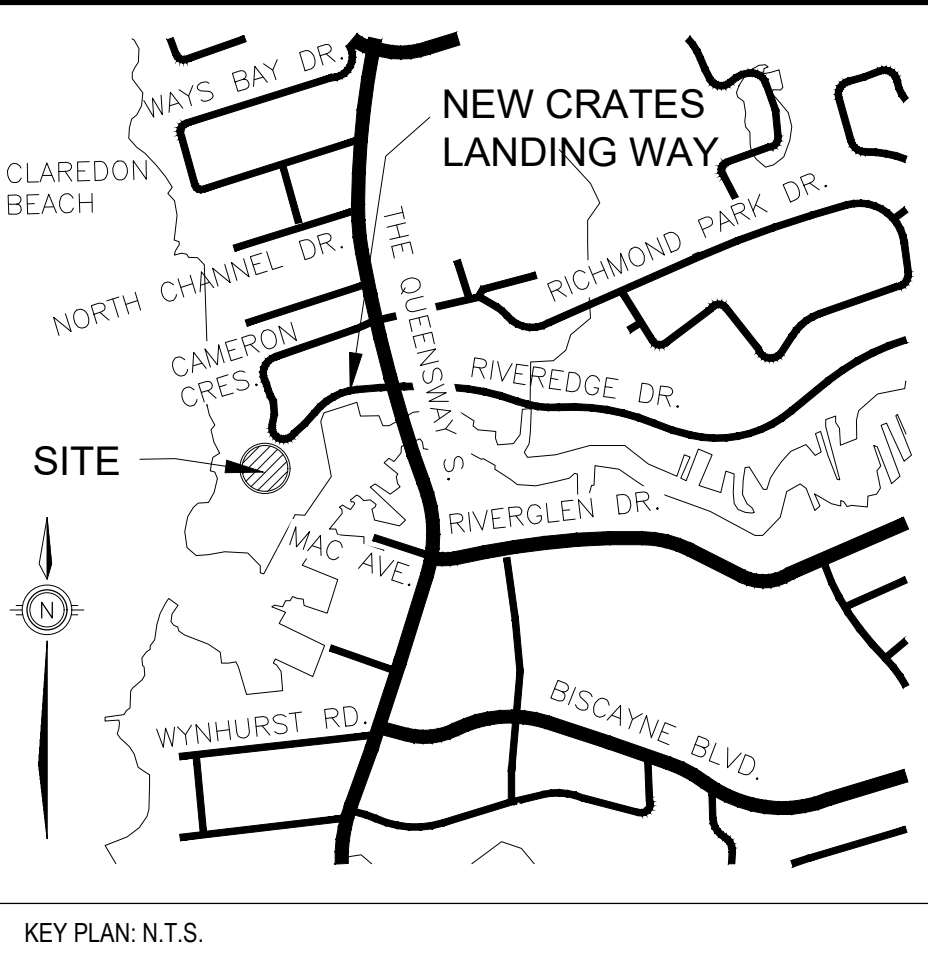 WAYS BAY DR.
NEW CRATES
LANDING WAY
CLAREDON
BEACH
RICHMOND PARK DR.
THE QUEENSWAY S.
NORTH CHANNEL DR.
CAMERON
CRES.
RIVEREDGE DR.
SITE
RIVERGLEN DR.
MAC AVE.
N
BISCAYNE BLVD.
WYNHURST RD.
KEY PLAN: N.T.S.